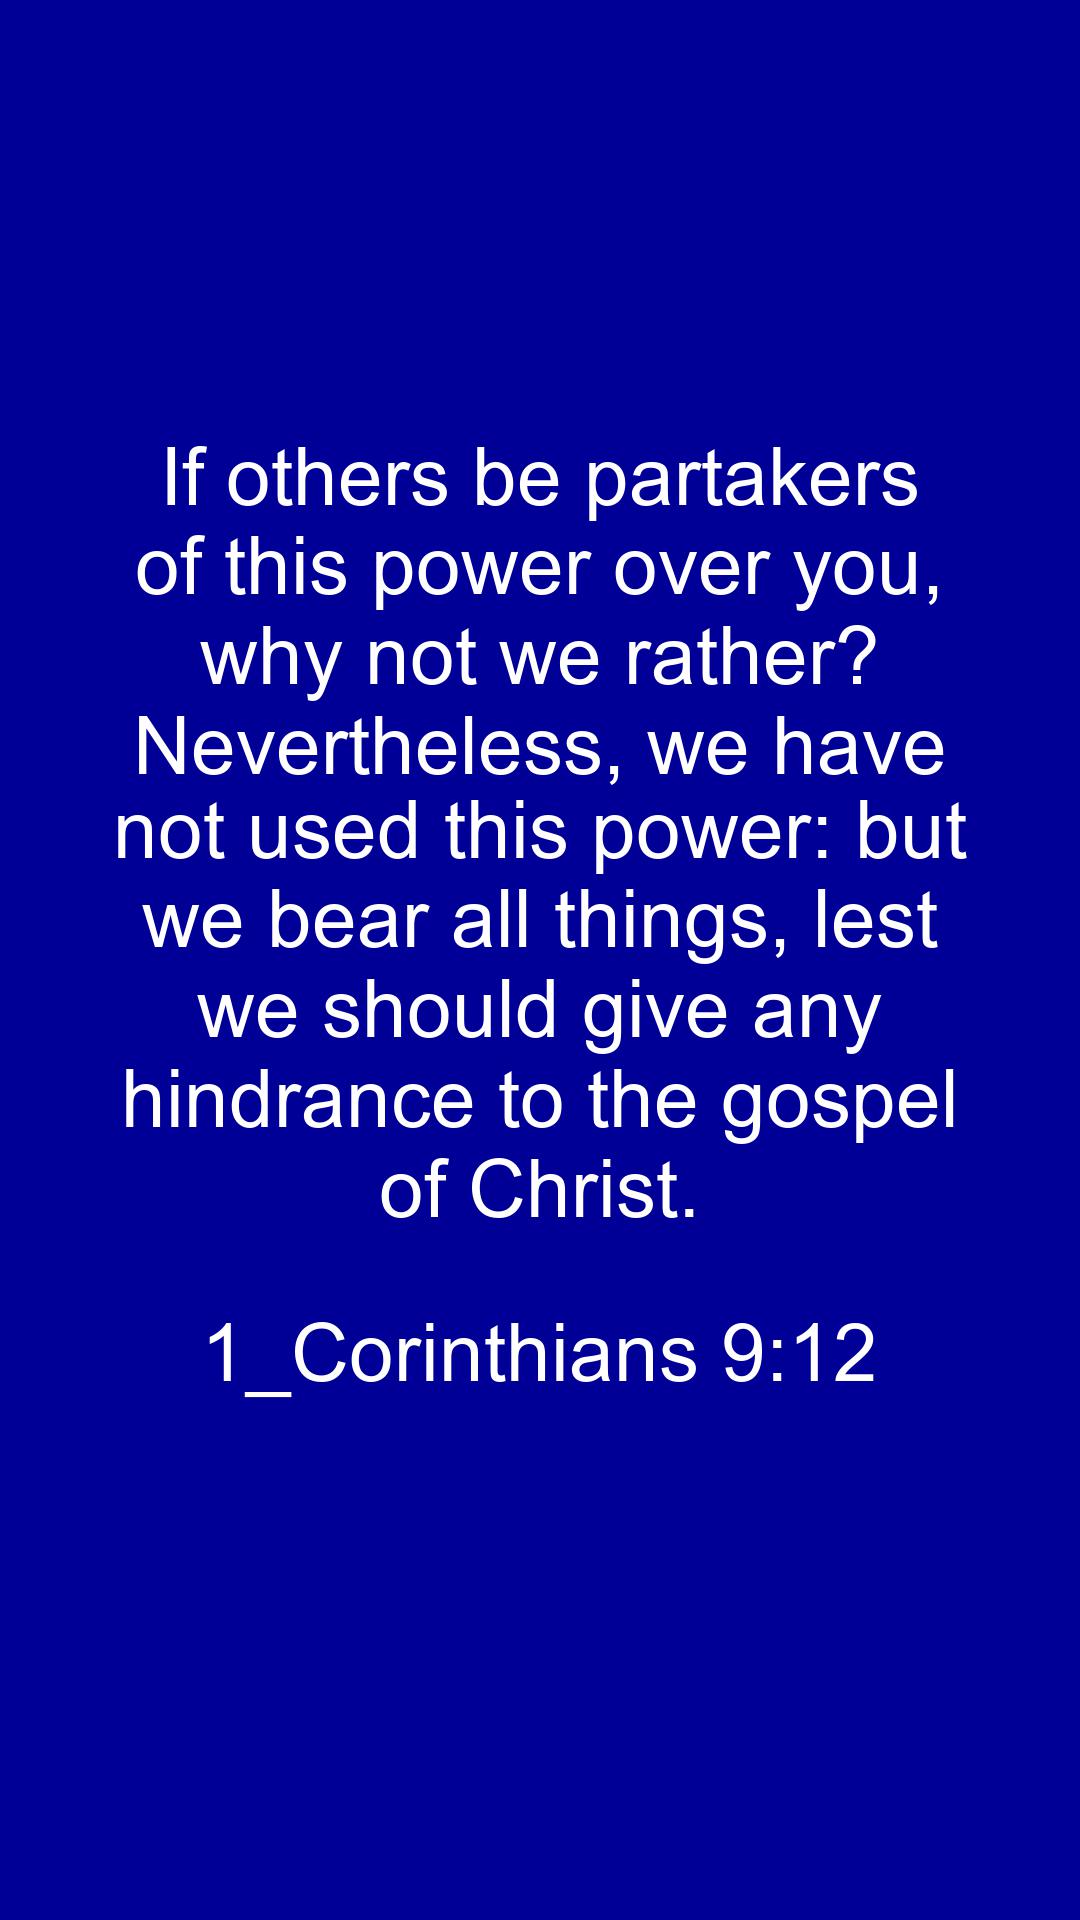 If others be partakers
of this power over you,
why not we rather?
Nevertheless, we have
not used this power: but
we bear all things, lest
we should give any
hindrance to the gospel
of Christ.
1_Corinthians 9:12